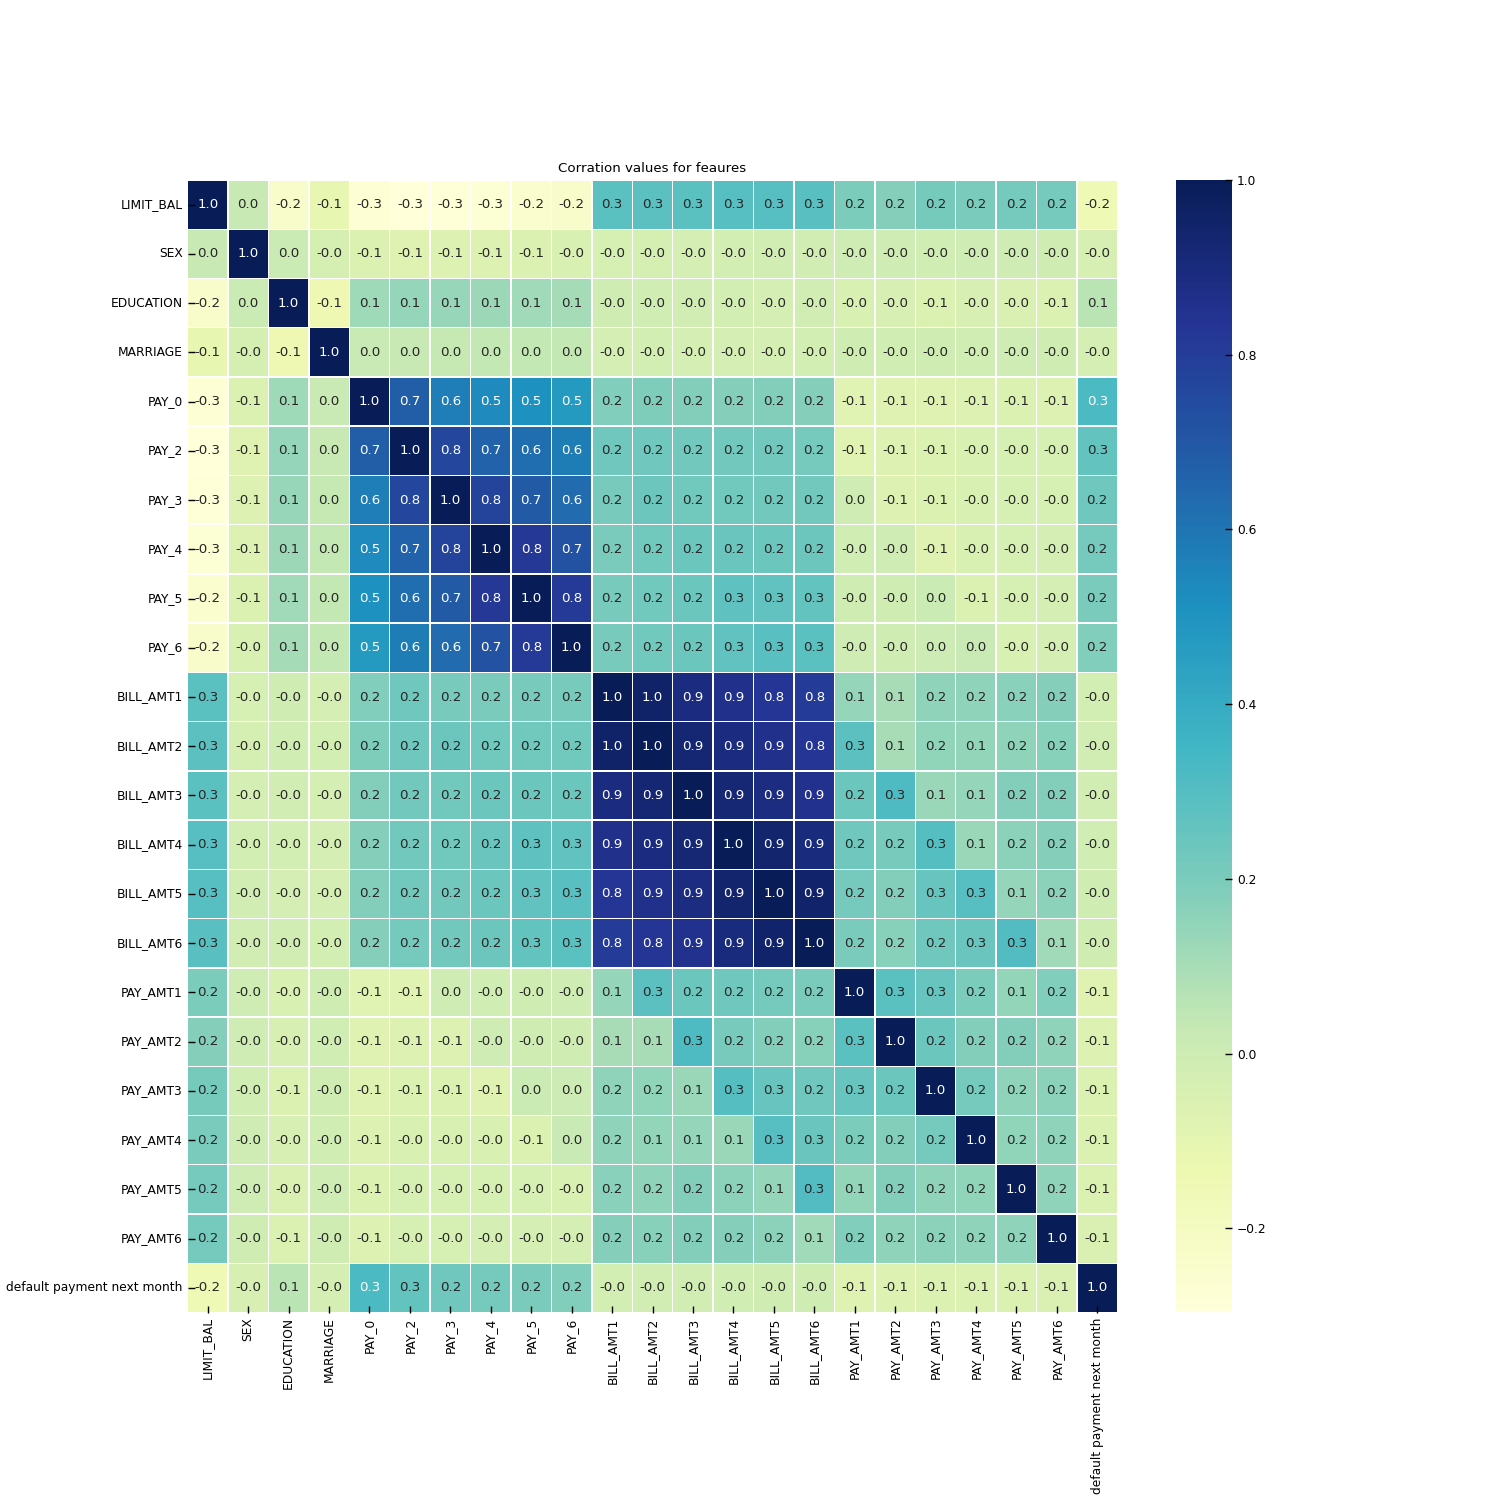 Corration values for feaures
LIMIT_BAL 1.0 0.0 -0.2 -0.1 -0.3 -0.3 -0.3 -0.3 -0.2 -0.2 0.3 0.3 0.3 0.3 0.3 0.3 0.2 0.2 0.2 0.2 0.2 0.2 -0.2
SEX 0.0 1.0 0.0 -0.0 -0.1 -0.1 -0.1 -0.1 -0.1 -0.0 -0.0 -0.0 -0.0 -0.0 -0.0 -0.0 -0.0 -0.0 -0.0 -0.0 -0.0 -0.0 -0.0
EDUCATION -0.2 0.0 1.0 -0.1 0.1 0.1 0.1 0.1 0.1 0.1 -0.0 -0.0 -0.0 -0.0 -0.0 -0.0 -0.0 -0.0 -0.1 -0.0 -0.0 -0.1 0.1
MARRIAGE -0.1 -0.0 -0.1 1.0 0.0 0.0 0.0 0.0 0.0 0.0 -0.0 -0.0 -0.0 -0.0 -0.0 -0.0 -0.0 -0.0 -0.0 -0.0 -0.0 -0.0 -0.0
PAY_0 -0.3 -0.1 0.1 0.0 1.0 0.7 0.6 0.5 0.5 0.5 0.2 0.2 0.2 0.2 0.2 0.2 -0.1 -0.1 -0.1 -0.1 -0.1 -0.1 0.3
PAY_2 -0.3 -0.1 0.1 0.0 0.7 1.0 0.8 0.7 0.6 0.6 0.2 0.2 0.2 0.2 0.2 0.2 -0.1 -0.1 -0.1 -0.0 -0.0 -0.0 0.3
PAY_3 -0.3 -0.1 0.1 0.0 0.6 0.8 1.0 0.8 0.7 0.6 0.2 0.2 0.2 0.2 0.2 0.2 0.0 -0.1 -0.1 -0.0 -0.0 -0.0 0.2
PAY_4 -0.3 -0.1 0.1 0.0 0.5 0.7 0.8 1.0 0.8 0.7 0.2 0.2 0.2 0.2 0.2 0.2 -0.0 -0.0 -0.1 -0.0 -0.0 -0.0 0.2
PAY_5 -0.2 -0.1 0.1 0.0 0.5 0.6 0.7 0.8 1.0 0.8 0.2 0.2 0.2 0.3 0.3 0.3 -0.0 -0.0 0.0 -0.1 -0.0 -0.0 0.2
PAY_6 -0.2 -0.0 0.1 0.0 0.5 0.6 0.6 0.7 0.8 1.0 0.2 0.2 0.2 0.3 0.3 0.3 -0.0 -0.0 0.0 0.0 -0.0 -0.0 0.2
BILL_AMT1 0.3 -0.0 -0.0 -0.0 0.2 0.2 0.2 0.2 0.2 0.2 1.0 1.0 0.9 0.9 0.8 0.8 0.1 0.1 0.2 0.2 0.2 0.2 -0.0
BILL_AMT2 0.3 -0.0 -0.0 -0.0 0.2 0.2 0.2 0.2 0.2 0.2 1.0 1.0 0.9 0.9 0.9 0.8 0.3 0.1 0.2 0.1 0.2 0.2 -0.0
BILL_AMT3 0.3 -0.0 -0.0 -0.0 0.2 0.2 0.2 0.2 0.2 0.2 0.9 0.9 1.0 0.9 0.9 0.9 0.2 0.3 0.1 0.1 0.2 0.2 -0.0
BILL_AMT4 0.3 -0.0 -0.0 -0.0 0.2 0.2 0.2 0.2 0.3 0.3 0.9 0.9 0.9 1.0 0.9 0.9 0.2 0.2 0.3 0.1 0.2 0.2 -0.0
BILL_AMT5 0.3 -0.0 -0.0 -0.0 0.2 0.2 0.2 0.2 0.3 0.3 0.8 0.9 0.9 0.9 1.0 0.9 0.2 0.2 0.3 0.3 0.1 0.2 -0.0
BILL_AMT6 0.3 -0.0 -0.0 -0.0 0.2 0.2 0.2 0.2 0.3 0.3 0.8 0.8 0.9 0.9 0.9 1.0 0.2 0.2 0.2 0.3 0.3 0.1 -0.0
PAY_AMT1 0.2 -0.0 -0.0 -0.0 -0.1 -0.1 0.0 -0.0 -0.0 -0.0 0.1 0.3 0.2 0.2 0.2 0.2 1.0 0.3 0.3 0.2 0.1 0.2 -0.1
PAY_AMT2 0.2 -0.0 -0.0 -0.0 -0.1 -0.1 -0.1 -0.0 -0.0 -0.0 0.1 0.1 0.3 0.2 0.2 0.2 0.3 1.0 0.2 0.2 0.2 0.2 -0.1
PAY_AMT3 0.2 -0.0 -0.1 -0.0 -0.1 -0.1 -0.1 -0.1 0.0 0.0 0.2 0.2 0.1 0.3 0.3 0.2 0.3 0.2 1.0 0.2 0.2 0.2 -0.1
PAY_AMT4 0.2 -0.0 -0.0 -0.0 -0.1 -0.0 -0.0 -0.0 -0.1 0.0 0.2 0.1 0.1 0.1 0.3 0.3 0.2 0.2 0.2 1.0 0.2 0.2 -0.1
PAY_AMT5 0.2 -0.0 -0.0 -0.0 -0.1 -0.0 -0.0 -0.0 -0.0 -0.0 0.2 0.2 0.2 0.2 0.1 0.3 0.1 0.2 0.2 0.2 1.0 0.2 -0.1
PAY_AMT6 0.2 -0.0 -0.1 -0.0 -0.1 -0.0 -0.0 -0.0 -0.0 -0.0 0.2 0.2 0.2 0.2 0.2 0.1 0.2 0.2 0.2 0.2 0.2 1.0 -0.1
default payment next month -0.2 -0.0 0.1 -0.0 0.3 0.3 0.2 0.2 0.2 0.2 -0.0 -0.0 -0.0 -0.0 -0.0 -0.0 -0.1 -0.1 -0.1 -0.1 -0.1 -0.1 1.0
LIMIT_BAL
SEX
EDUCATION
MARRIAGE
PAY_0
PAY_2
PAY_3
PAY_4
PAY_5
PAY_6
BILL_AMT1
BILL_AMT2
BILL_AMT3
BILL_AMT4
BILL_AMT5
BILL_AMT6
PAY_AMT1
PAY_AMT2
PAY_AMT3
PAY_AMT4
PAY_AMT5
PAY_AMT6
default payment next month
1.0
0.8
0.6
0.4
0.2
0.0
−0.2